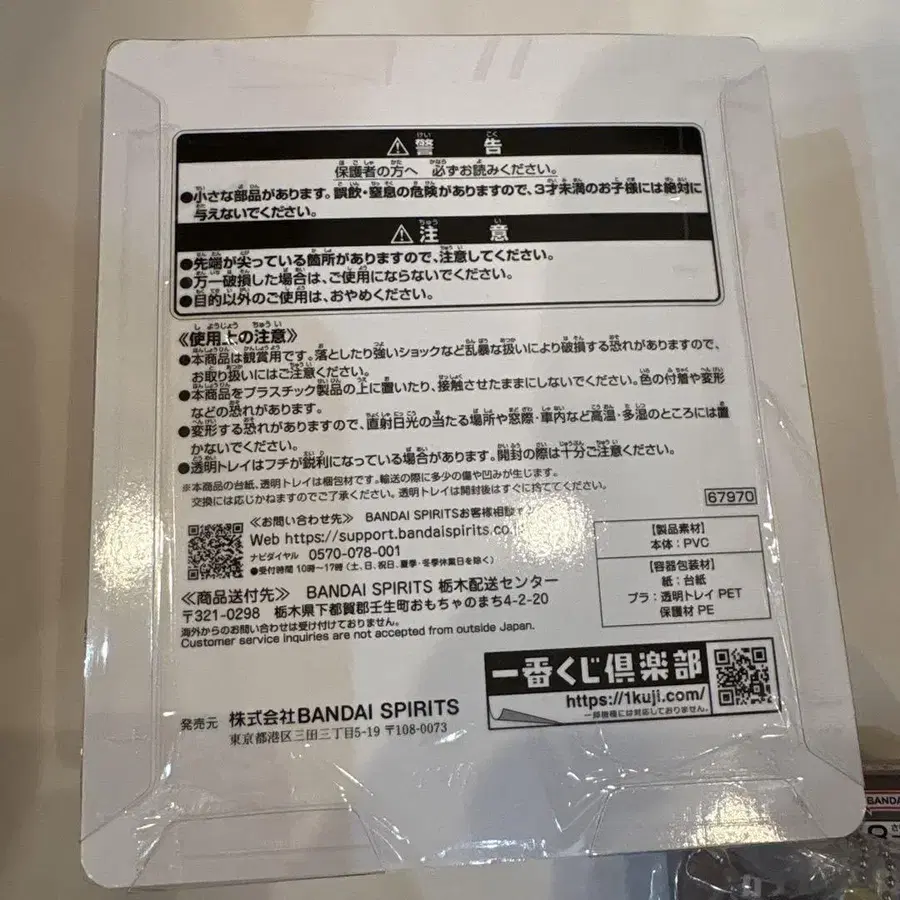 ⚠警告
保護者の方へ 必ずお読みください。
●小さな部品があります。誤飲・窒息の危険がありますので、3才未満のお子様には絶対に
与えないでください。
⚠注意
●先端が尖っている箇所がありますので、注意してください。
●万一破損した場合は、ご使用にならないでください。
●目的以外のご使用は、おやめください。
《使用上の注意》
●本商品は観賞用です。落としたり強いショックなど乱暴な扱いにより破損する恐れがありますので、
お取り扱いにはご注意ください。
●本商品をプラスチック製品の上に置いたり、接触させたままにしないでください。色の付着や変形
などの恐れがあります。
●変形する恐れがありますので、直射日光の当たる場所や窓際・車内など高温・多湿のところには置
かないでください。
●透明トレイはフチが鋭利になっている場合があります。開封の際は十分ご注意ください。
※本商品の台紙、透明トレイは梱包材です。輸送の際に多少の傷や凹みが生じます。
交換には応じかねますのでご了承ください。透明トレイは開封後はすぐに捨ててください。
67970
≪お問い合わせ先≫ BANDAI SPIRITSお客様相談
Web https://support.bandaispirits.co.
ナビダイヤル 0570-078-001
●受付時間 10時～17時(土、日、祝日、夏季・冬季休業日を除く)
【製品素材】
本体：PVC
【容器包装材】
紙：台紙
プラ：透明トレイ PET
保護材 PE
≪商品送付先≫ BANDAI SPIRITS 栃木配送センター
〒321-0298 栃木県下都賀郡壬生町おもちゃのまち4-2-20
海外からのお問い合わせは受け付けておりません。
Customer service inquiries are not accepted from outside Japan.
一番くじ倶楽部
https://1kuji.com/
一部機種には対応しておりません。
発売元 株式会社BANDAI SPIRITS
東京都港区三田三丁目5-19 〒108-0073
BANDA